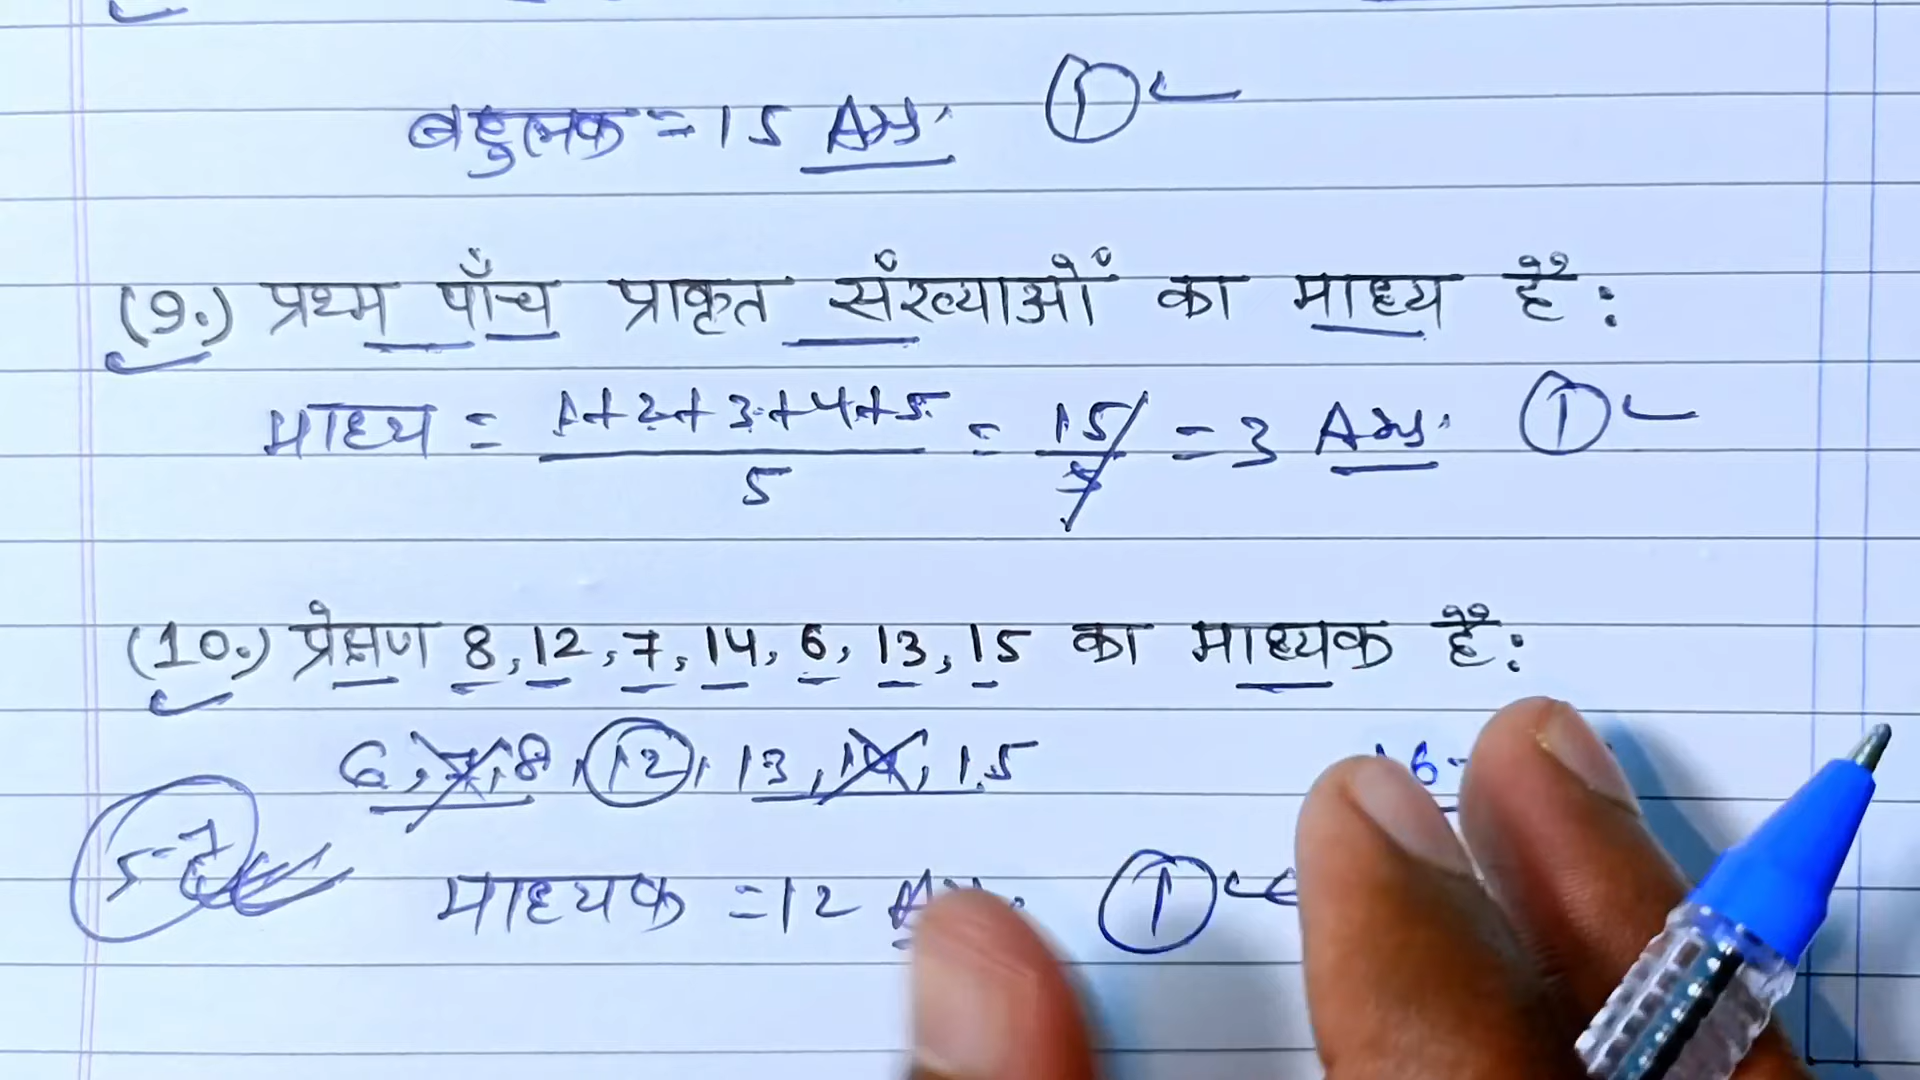 बहुलक = 15 Ans. 1
(9.) प्रथम पाँच प्राकृत संख्याओं का माध्य है :
माध्य = 1+2+3+4+5 / 5 = 15/5 = 3 Ans. 1
(10.) प्रेक्षण 8, 12, 7, 14, 6, 13, 15 का माध्यक है :
6, 7, 8, 12, 13, 14, 15
माध्यक = 12 1